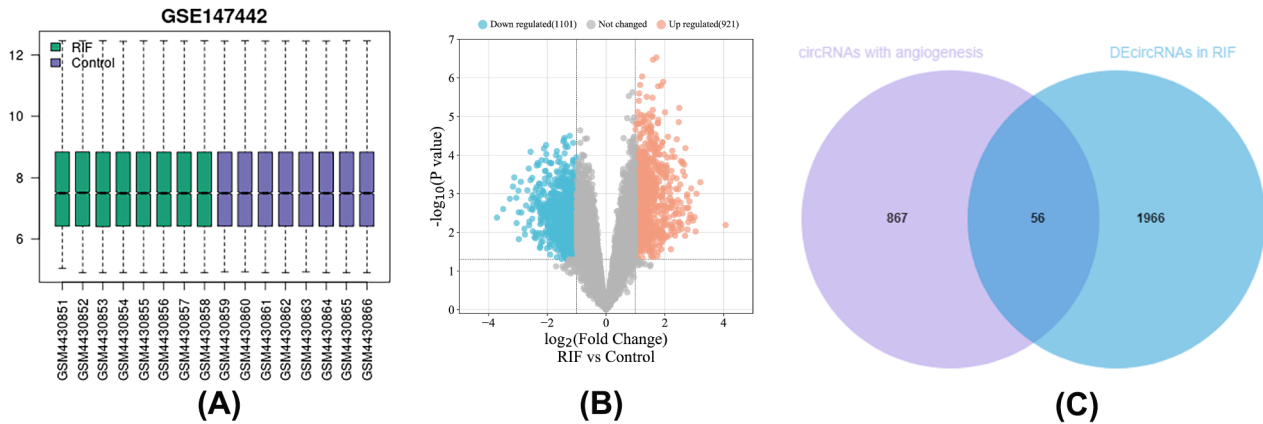 GSE147442
RIF
Control
12
10
8
6
GSM4430851
GSM4430852
GSM4430853
GSM4430854
GSM4430855
GSM4430856
GSM4430857
GSM4430858
GSM4430859
GSM4430860
GSM4430861
GSM4430862
GSM4430863
GSM4430864
GSM4430865
GSM4430866
(A)
Down regulated(1101) Not changed Up regulated(921)
-log10(P value)
7
6
5
4
3
2
1
0
−4 −2 0 2 4
log2(Fold Change)
RIF vs Control
(B)
circRNAs with angiogenesis DEcircRNAs in RIF
867 56 1966
(C)